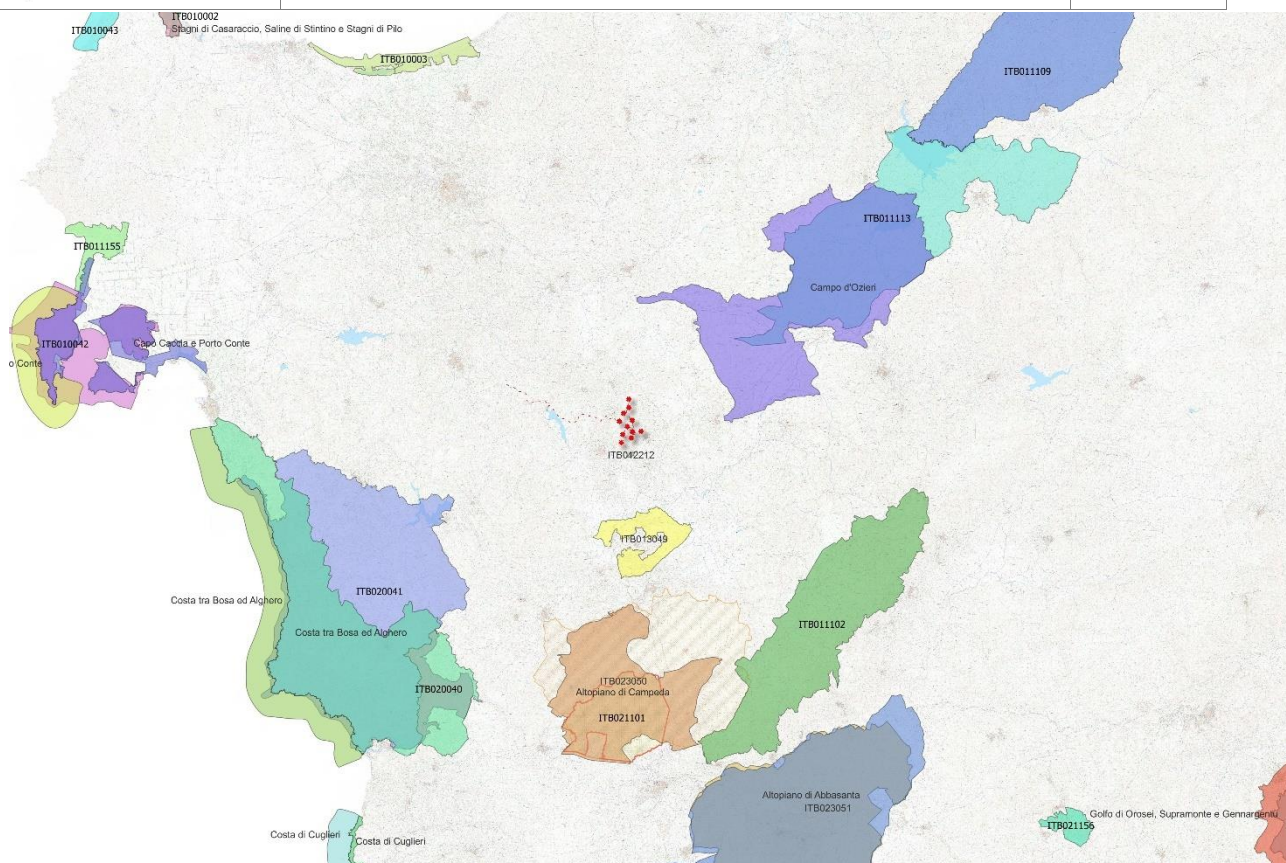 ITB010002
ITB010043
Stagni di Casaraccio, Saline di Stintino e Stagni di Pilo
ITB010003
ITB011109
ITB011113
ITB011155
Campo d'Ozieri
ITB010042
Capo Caccia e Porto Conte
o Conte
ITB012212
ITB013049
ITB020041
Costa tra Bosa ed Alghero
ITB011102
Costa tra Bosa ed Alghero
ITB023050
ITB020040
Altopiano di Campeda
ITB021101
Altopiano di Abbasanta
ITB023051
Golfo di Orosei, Supramonte e Gennargentu
ITB021156
Costa di Cuglieri
Costa di Cuglieri